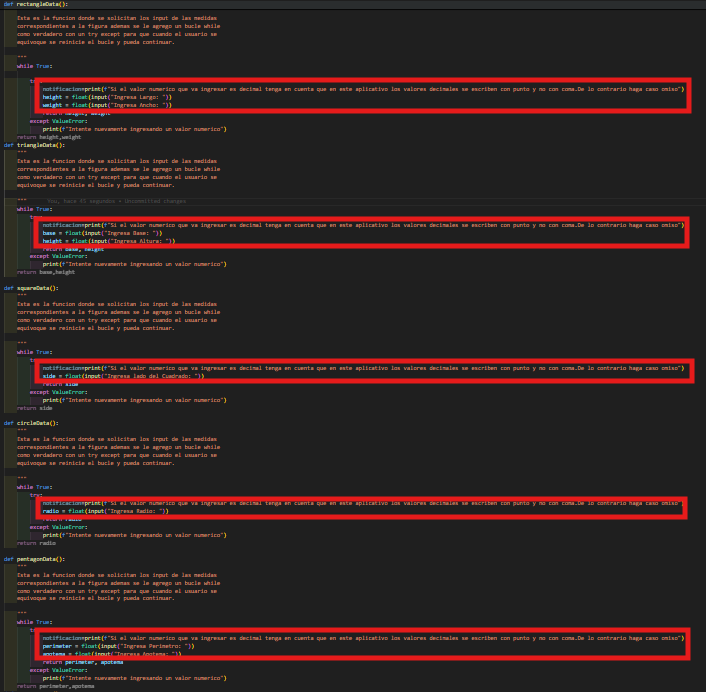 def rectangleData():
"""
Esta es la funcion donde se solicitan los input de las medidas
correspondientes a la figura ademas se le agrego un bucle while
como verdadero con un try except para que cuando el usuario se
equivoque se reinicie el bucle y pueda continuar.
"""
while True:
notificacion=print(f"Si el valor numerico que va ingresar es decimal tenga en cuenta que en este aplicativo los valores decimales se escriben con punto y no con coma.De lo contrario haga caso omiso")
height = float(input("Ingresa Largo: "))
weight = float(input("Ingresa Ancho: "))
return height, weight
except ValueError:
print(f"Intente nuevamente ingresando un valor numerico")
return height,weight
def triangleData():
"""
Esta es la funcion donde se solicitan los input de las medidas
correspondientes a la figura ademas se le agrego un bucle while
como verdadero con un try except para que cuando el usuario se
equivoque se reinicie el bucle y pueda continuar.
""" You, hace 45 segundos • Uncommitted changes
while True:
notificacion=print(f"Si el valor numerico que va ingresar es decimal tenga en cuenta que en este aplicativo los valores decimales se escriben con punto y no con coma.De lo contrario haga caso omiso")
base = float(input("Ingresa Base: "))
height = float(input("Ingresa Altura: "))
return base, height
except ValueError:
print(f"Intente nuevamente ingresando un valor numerico")
return base,height
def squareData():
"""
Esta es la funcion donde se solicitan los input de las medidas
correspondientes a la figura ademas se le agrego un bucle while
como verdadero con un try except para que cuando el usuario se
equivoque se reinicie el bucle y pueda continuar.
"""
while True:
notificacion=print(f"Si el valor numerico que va ingresar es decimal tenga en cuenta que en este aplicativo los valores decimales se escriben con punto y no con coma.De lo contrario haga caso omiso")
side = float(input("Ingresa lado del Cuadrado: "))
return side
except ValueError:
print(f"Intente nuevamente ingresando un valor numerico")
return side
def circleData():
"""
Esta es la funcion donde se solicitan los input de las medidas
correspondientes a la figura ademas se le agrego un bucle while
como verdadero con un try except para que cuando el usuario se
equivoque se reinicie el bucle y pueda continuar.
"""
while True:
try:
notificacion=print(f"Si el valor numerico que va ingresar es decimal tenga en cuenta que en este aplicativo los valores decimales se escriben con punto y no con coma.De lo contrario haga caso omiso"
radio = float(input("Ingresa Radio: "))
return radio
except ValueError:
print(f"Intente nuevamente ingresando un valor numerico")
return radio
def pentagonData():
"""
Esta es la funcion donde se solicitan los input de las medidas
correspondientes a la figura ademas se le agrego un bucle while
como verdadero con un try except para que cuando el usuario se
equivoque se reinicie el bucle y pueda continuar.
"""
while True:
notificacion=print(f"Si el valor numerico que va ingresar es decimal tenga en cuenta que en este aplicativo los valores decimales se escriben con punto y no con coma.De lo contrario haga caso omiso")
perimeter = float(input("Ingresa Perimetro: "))
apotema = float(input("Ingresa Apotema: "))
return perimeter, apotema
except ValueError:
print(f"Intente nuevamente ingresando un valor numerico")
return perimeter,apotema